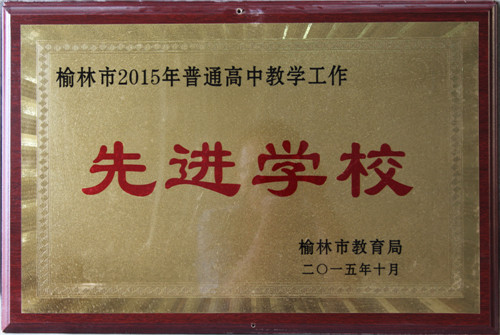 榆林市2015年普通高中教学工作
先进学校
榆林市教育局
二〇一五年十月